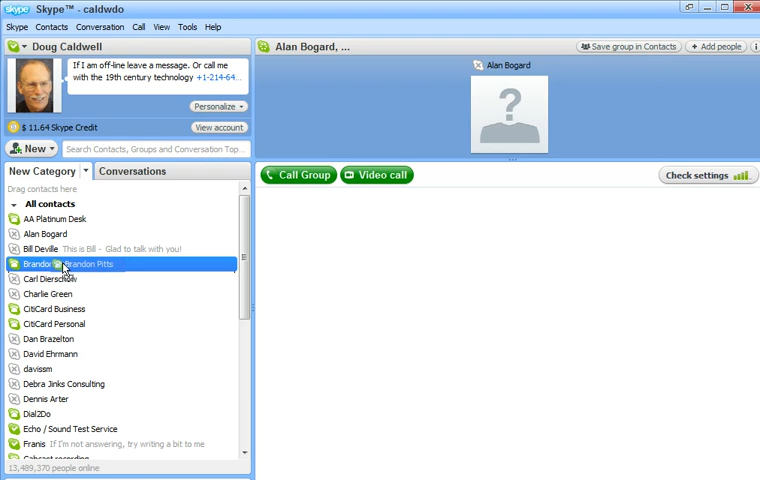 skype Skype™ - caldwdo
Skype Contacts Conversation Call View Tools Help
Doug Caldwell
If I am off-line leave a message. Or call me
with the 19th century technology +1-214-64...
Personalize
$ 11.64 Skype Credit
View account
New
Search Contacts, Groups and Conversation Top...
New Category
Conversations
Drag contacts here
All contacts
AA Platinum Desk
Alan Bogard
Bill Deville This is Bill - Glad to talk with you!
Brandon Brandon Pitts
Carl Dierschow
Charlie Green
CitiCard Business
CitiCard Personal
Dan Brazelton
David Ehrmann
davissm
Debra Jinks Consulting
Dennis Arter
Dial2Do
Echo / Sound Test Service
Franis If I'm not answering, try writing a bit to me
Gabcast recording
13,489,370 people online
Alan Bogard, ...
Save group in Contacts
+ Add people
Alan Bogard
?
Call Group
Video call
Check settings